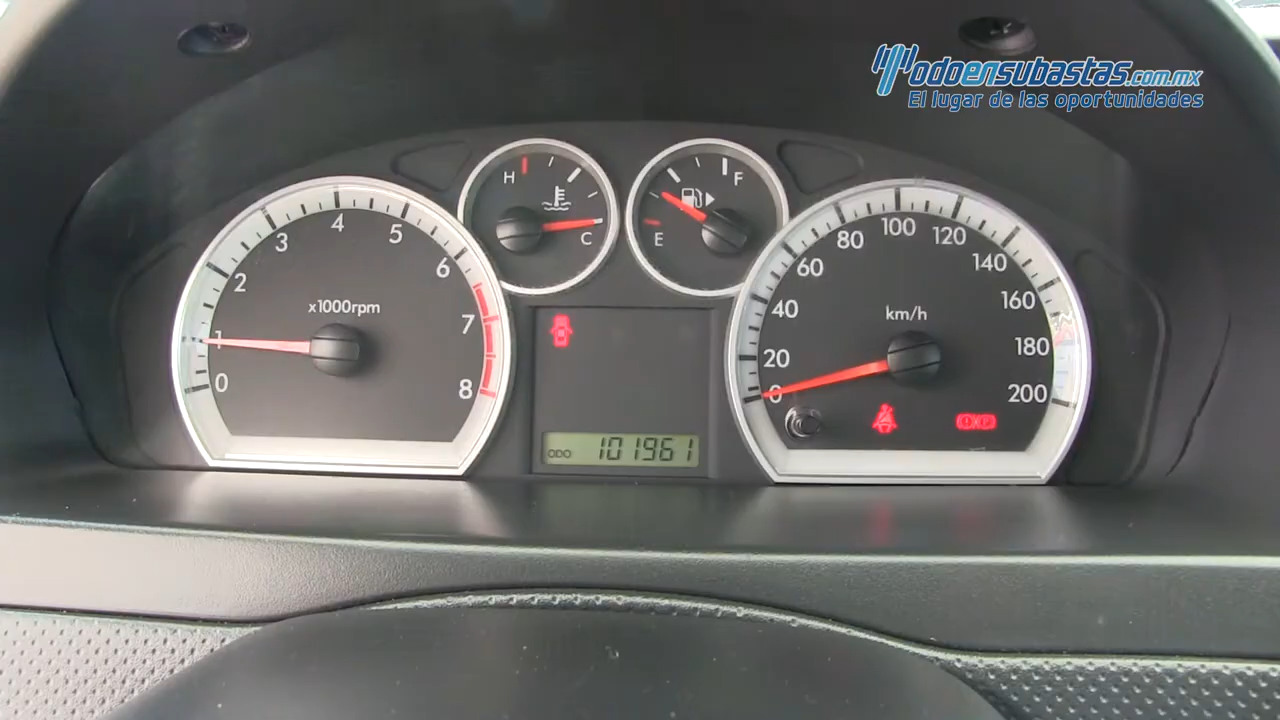 Todoensubastas.com.mx
El lugar de las oportunidades
H
C
F
E
0
1
2
3
4
5
6
7
8
x1000rpm
0
20
40
60
80
100
120
140
160
180
200
km/h
ODO 101961